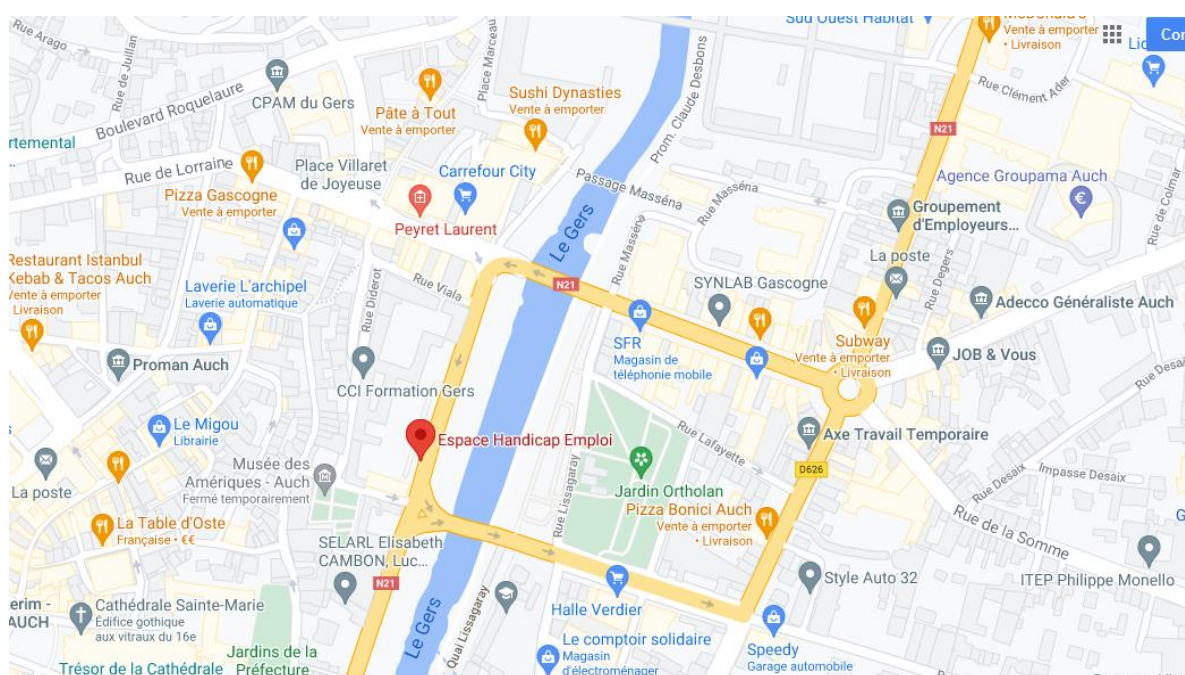 Sud Ouest Habitat
McDonald's
Vente à emporter
• Livraison
Rue Arago
Rue de Juillan
Place Marceau
CPAM du Gers
Boulevard Roquelaure
Pâte à Tout
Vente à emporter
Sushi Dynasties
Vente à emporter
Prom. Claude Desbons
Rue Clément Ader
N21
Rue de Lorraine
Place Villaret
de Joyeuse
Carrefour City
Passage Masséna
Rue Masséna
Agence Groupama Auch
Rue de Colmar
Pizza Gascogne
Vente à emporter
Peyret Laurent
Le Gers
Rue Masséna
Groupement
d'Employeurs...
La poste
Rue Degers
Restaurant Istanbul
Kebab & Tacos Auch
Vente à emporter
Livraison
Laverie L'archipel
Laverie automatique
Rue Diderot
Rue Viala
N21
SYNLAB Gascogne
Adecco Généraliste Auch
SFR
Magasin de
téléphonie mobile
Subway
Vente à emporter
• Livraison
JOB & Vous
Proman Auch
CCI Formation Gers
Le Migou
Librairie
Espace Handicap Emploi
Rue Lafayette
Axe Travail Temporaire
D626
Musée des
Amériques - Auch
Fermé temporairement
La poste
Jardin Ortholan
Rue Desaix
Impasse Desaix
Rue de la Somme
La Table d'Oste
Française • €€
Rue Lissagaray
Pizza Bonici Auch
Vente à emporter
• Livraison
SELARL Elisabeth
CAMBON, Luc...
N21
Style Auto 32
ITEP Philippe Monello
Cathédrale Sainte-Marie
Édifice gothique
aux vitraux du 16e
AUCH
Halle Verdier
Le Gers
Quai Lissagaray
Le comptoir solidaire
Magasin
d'électroménager
Speedy
Garage automobile
Trésor de la Cathédrale
Jardins de la
Préfecture